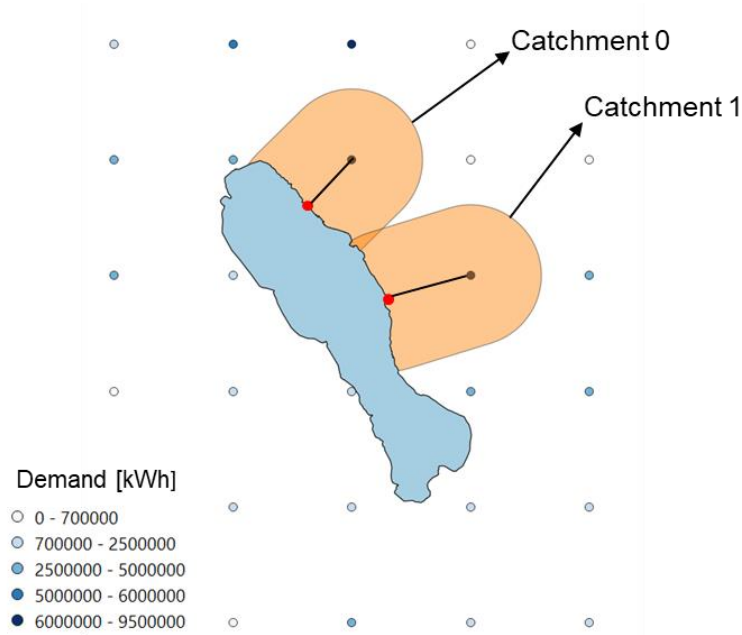 Catchment 0
Catchment 1
Demand [kWh]
0 - 700000
700000 - 2500000
2500000 - 5000000
5000000 - 6000000
6000000 - 9500000